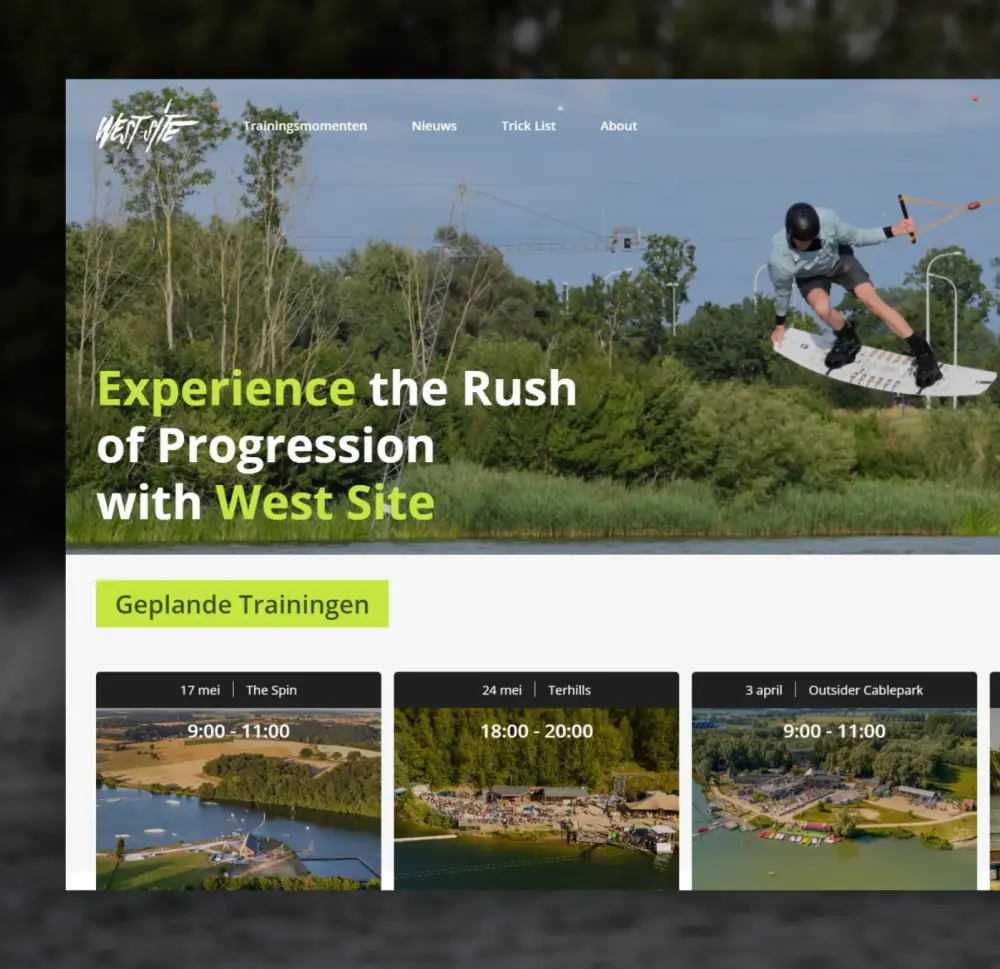 WEST SITE
Trainingsmomenten Nieuws Trick List About
Experience the Rush
of Progression
with West Site
Geplande Trainingen
17 mei | The Spin
9:00 - 11:00
24 mei | Terhills
18:00 - 20:00
3 april | Outsider Cablepark
9:00 - 11:00